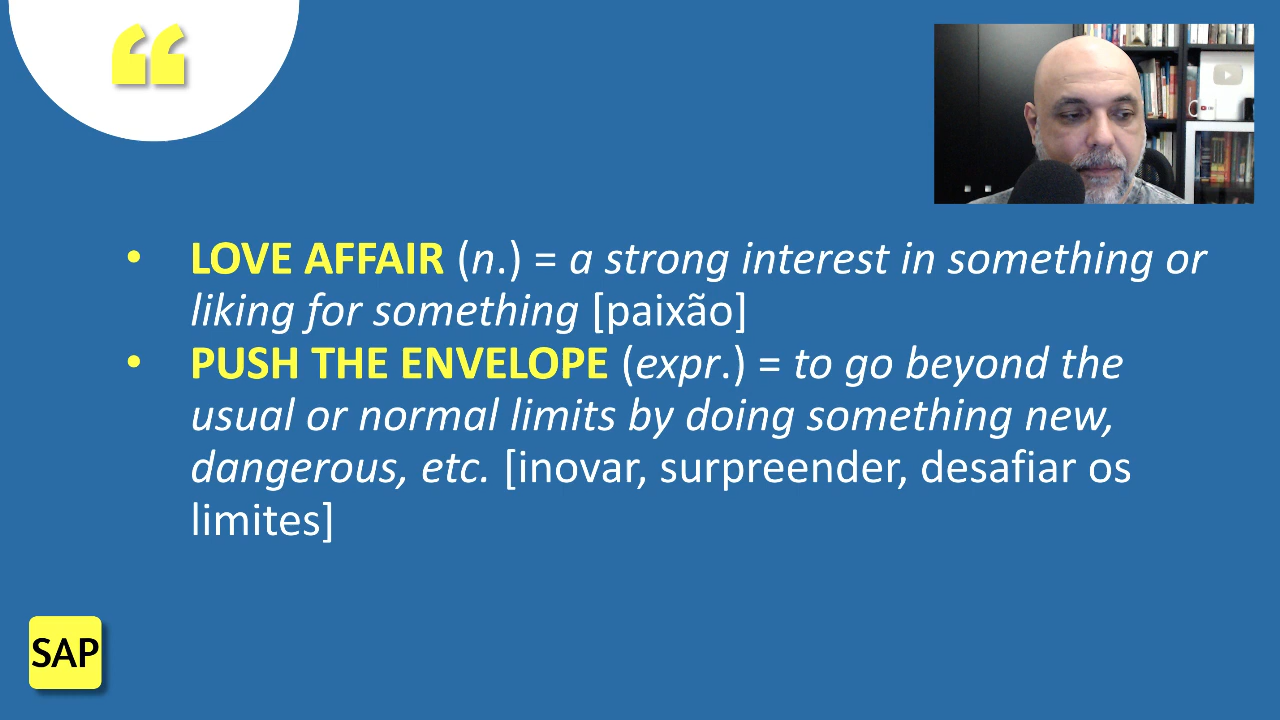 “
• LOVE AFFAIR (n.) = a strong interest in something or
liking for something [paixão]
• PUSH THE ENVELOPE (expr.) = to go beyond the
usual or normal limits by doing something new,
dangerous, etc. [inovar, surpreender, desafiar os
limites]
SAP